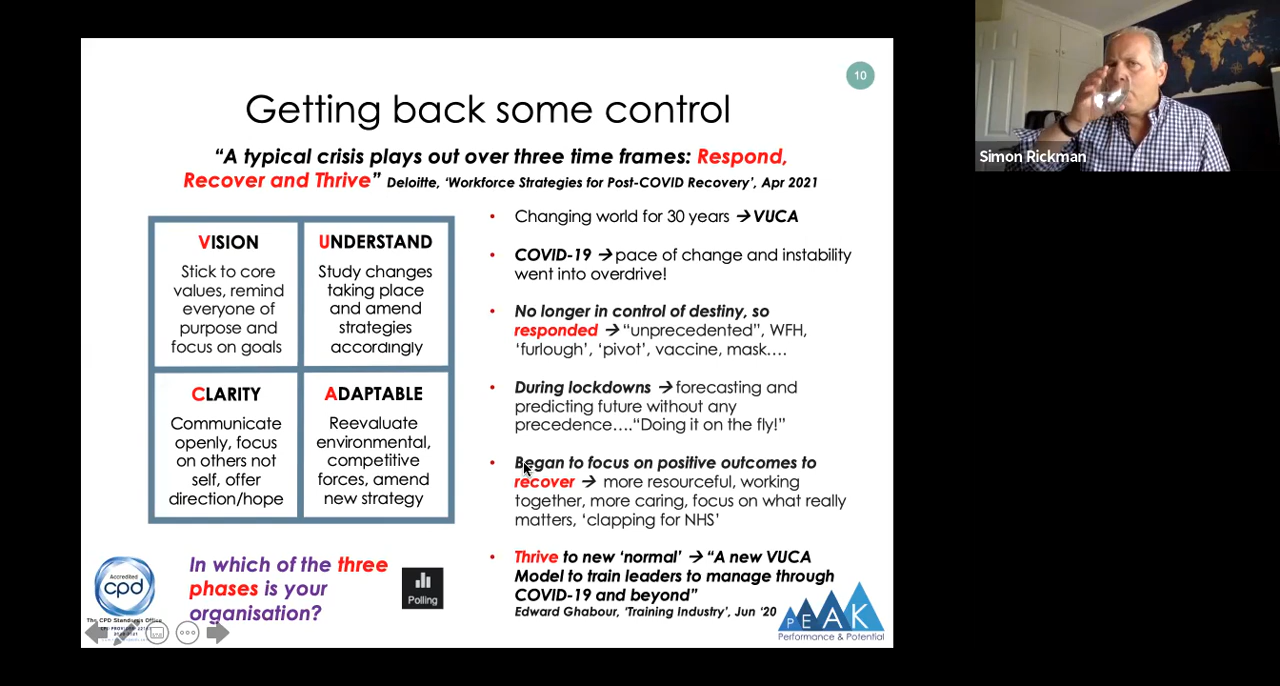 10
Simon Rickman
Getting back some control
“A typical crisis plays out over three time frames: Respond,
Recover and Thrive” Deloitte, ‘Workforce Strategies for Post-COVID Recovery’, Apr 2021
VISION
Stick to core
values, remind
everyone of
purpose and
focus on goals
UNDERSTAND
Study changes
taking place
and amend
strategies
accordingly
CLARITY
Communicate
openly, focus
on others not
self, offer
direction/hope
ADAPTABLE
Reevaluate
environmental,
competitive
forces, amend
new strategy
• Changing world for 30 years → VUCA
• COVID-19 → pace of change and instability
went into overdrive!
• No longer in control of destiny, so
responded → “unprecedented”, WFH,
‘furlough’, ‘pivot’, vaccine, mask….
• During lockdowns → forecasting and
predicting future without any
precedence….“Doing it on the fly!”
• Began to focus on positive outcomes to
recover → more resourceful, working
together, more caring, focus on what really
matters, ‘clapping for NHS’
• Thrive to new ‘normal’ → “A new VUCA
Model to train leaders to manage through
COVID-19 and beyond”
Edward Ghabour, ‘Training Industry’, Jun ‘20
In which of the three
phases is your
organisation?
Polling
Accredited
cpd
The CPD Standards Office
PEAK
Performance & Potential